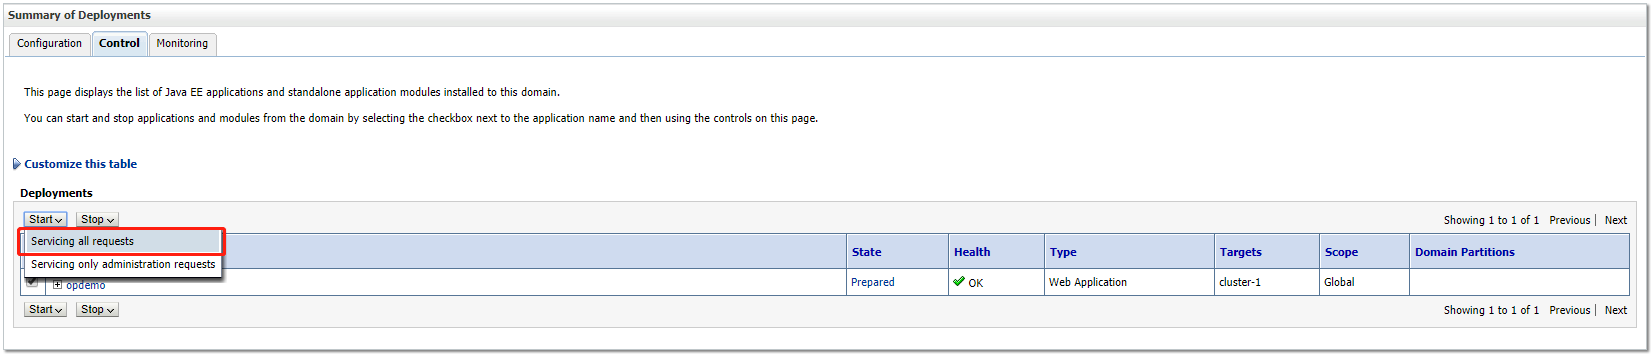 Summary of Deployments
Configuration Control Monitoring
This page displays the list of Java EE applications and standalone application modules installed to this domain.
You can start and stop applications and modules from the domain by selecting the checkbox next to the application name and then using the controls on this page.
Customize this table
Deployments
Start Stop Showing 1 to 1 of 1 Previous | Next
Servicing all requests
State Health Type Targets Scope Domain Partitions
Servicing only administration requests
opdemo Prepared OK Web Application cluster-1 Global
Start Stop Showing 1 to 1 of 1 Previous | Next